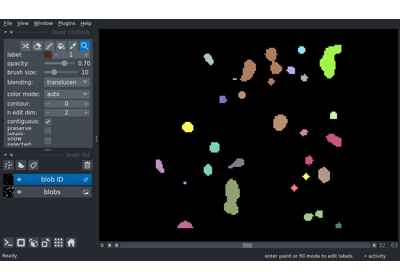 File View Window Plugins Help
layer controls
label: 1
opacity: 0.70
brush size: 10
blending: translucen
color mode: auto
contour: 0
n edit dim: 2
contiguous:
preserve labels:
show selected:
layer list
blob ID
blobs
0 32 63
Ready enter paint or fill mode to edit labels activity